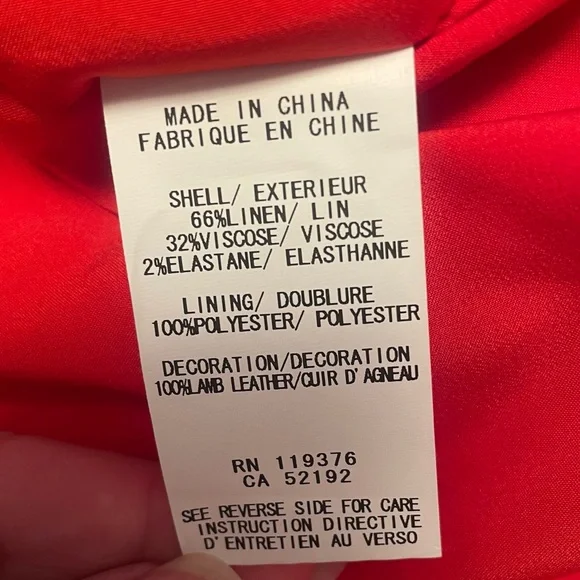 MADE IN CHINA
FABRIQUE EN CHINE
SHELL/ EXTERIEUR
66%LINEN/ LIN
32%VISCOSE/ VISCOSE
2%ELASTANE/ ELASTHANNE
LINING/ DOUBLURE
100%POLYESTER/ POLYESTER
DECORATION/DECORATION
100%LAMB LEATHER/CUIR D'AGNEAU
RN 119376
CA 52192
SEE REVERSE SIDE FOR CARE
INSTRUCTION DIRECTIVE
D'ENTRETIEN AU VERSO